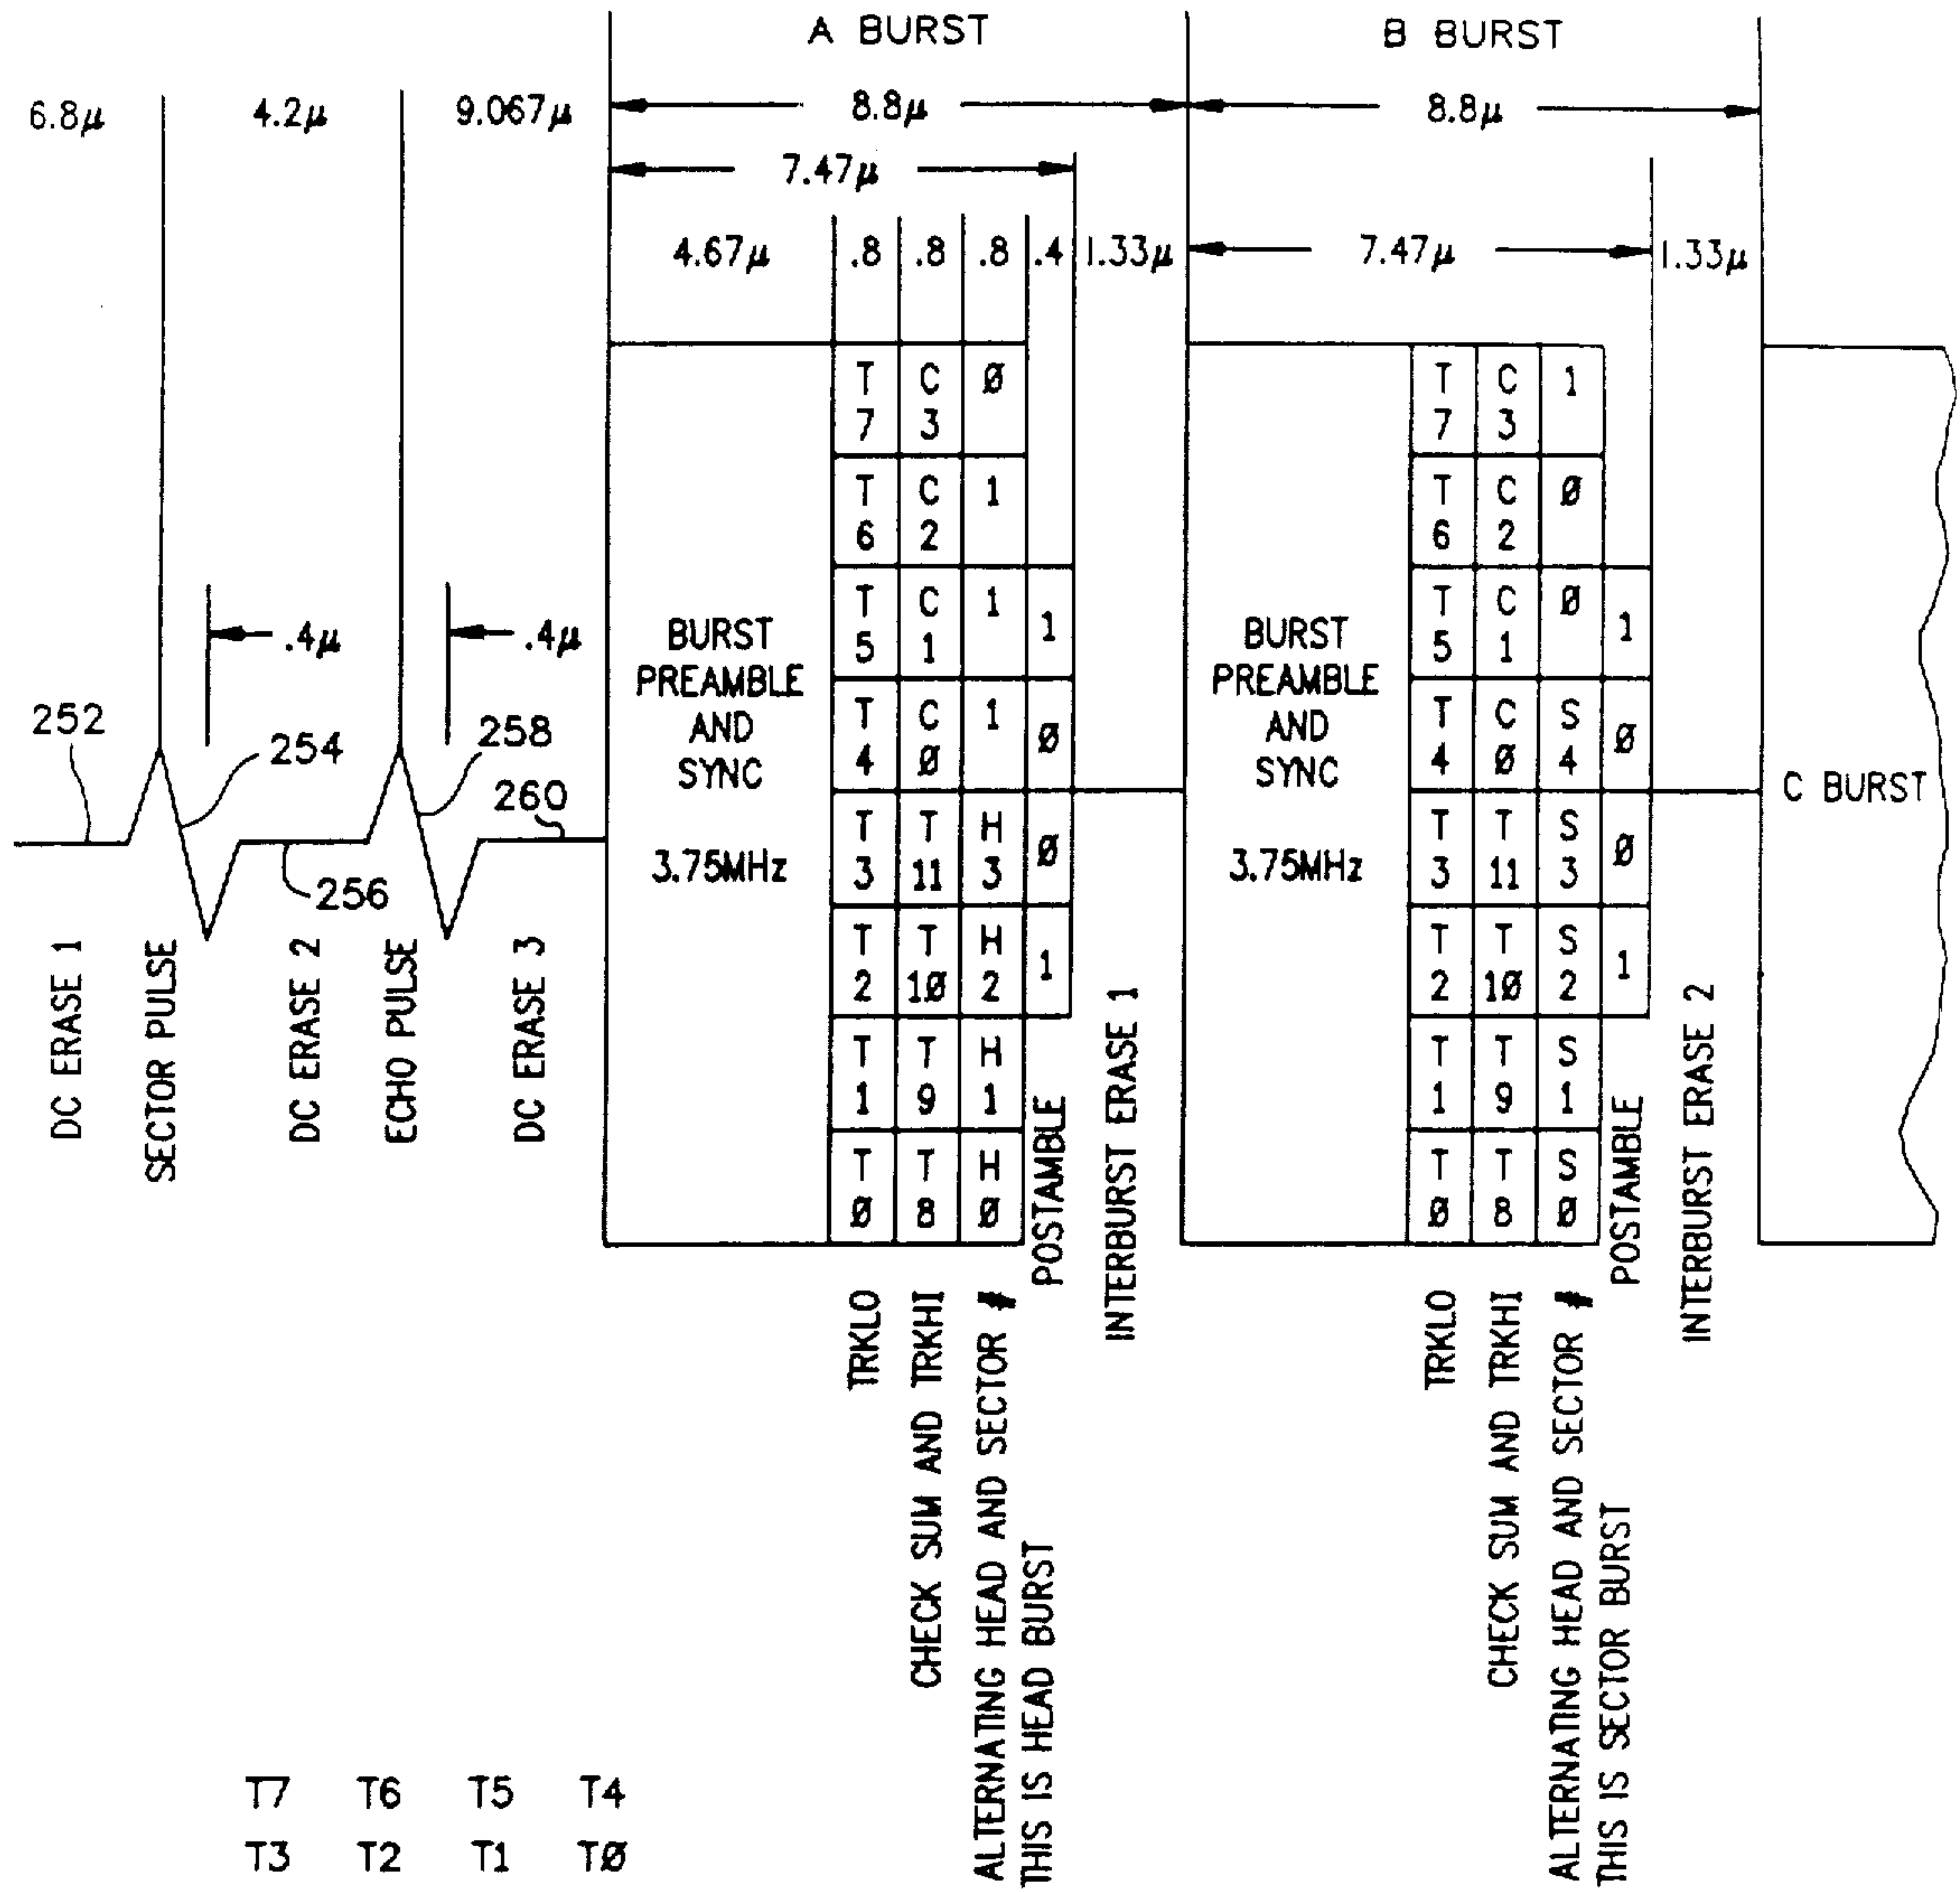 A BURST
B BURST
6.8μ
4.2μ
9.067μ
8.8μ
8.8μ
7.47μ
4.67μ
.8
.8
.8
.4
1.33μ
7.47μ
1.33μ
T7 C3 Ø
T6 C2 1
T5 C1 1 1
T4 CØ 1 Ø
T3 T11 H3 Ø
T2 T1Ø H2 1
T1 T9 H1
TØ T8 HØ
T7 C3 1
T6 C2 Ø
T5 C1 Ø 1
T4 CØ S4 Ø
T3 T11 S3 Ø
T2 T1Ø S2 1
T1 T9 S1
TØ T8 SØ
.4μ
.4μ
BURST
PREAMBLE
AND
SYNC
3.75MHz
BURST
PREAMBLE
AND
SYNC
3.75MHz
C BURST
252
254
258
260
256
DC ERASE 1
SECTOR PULSE
DC ERASE 2
ECHO PULSE
DC ERASE 3
TRKLO
CHECK SUM AND TRKHI
ALTERNATING HEAD AND SECTOR #
THIS IS HEAD BURST
POSTAMBLE
INTERBURST ERASE 1
TRKLO
CHECK SUM AND TRKHI
ALTERNATING HEAD AND SECTOR #
THIS IS SECTOR BURST
POSTAMBLE
INTERBURST ERASE 2
T7 T6 T5 T4
T3 T2 T1 TØ